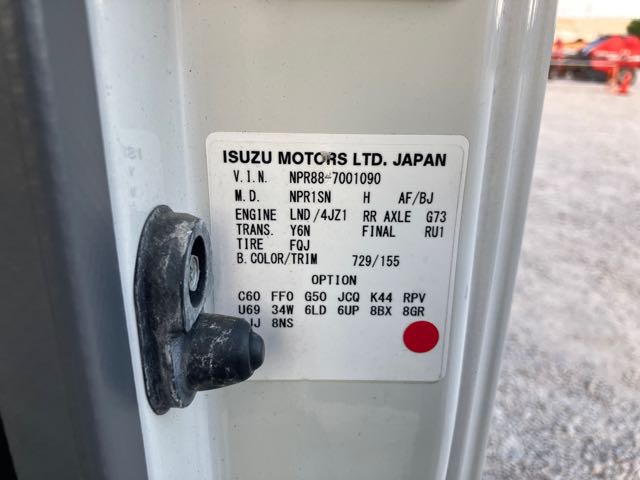 ISUZU MOTORS LTD. JAPAN
V.I.N. NPR88-7001090
M.D. NPR1SN H AF/BJ
ENGINE LND/4JZ1 RR AXLE G73
TRANS. Y6N FINAL RU1
TIRE FQJ
B.COLOR/TRIM 729/155
OPTION
C60 FF0 G50 JCQ K44 RPV
U69 34W 6LD 6UP 8BX 8GR
8NS